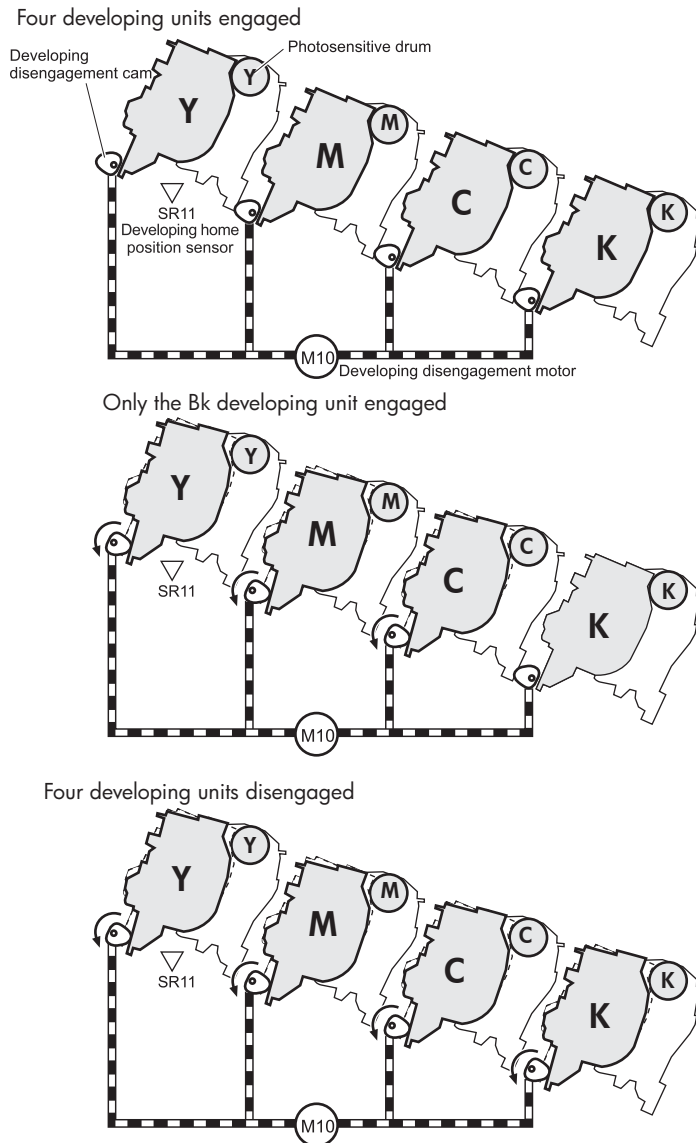 Four developing units engaged
Developing
disengagement cam
Photosensitive drum
Y
Y
M
M
C
C
K
K
SR11
Developing home
position sensor
M10
Developing disengagement motor
Only the Bk developing unit engaged
Y
Y
M
M
C
C
K
K
SR11
M10
Four developing units disengaged
Y
Y
M
M
C
C
K
K
SR11
M10